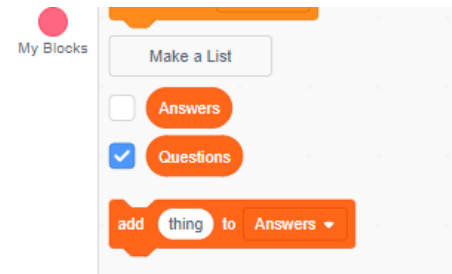 My Blocks
Make a List
Answers
Questions
add thing to Answers